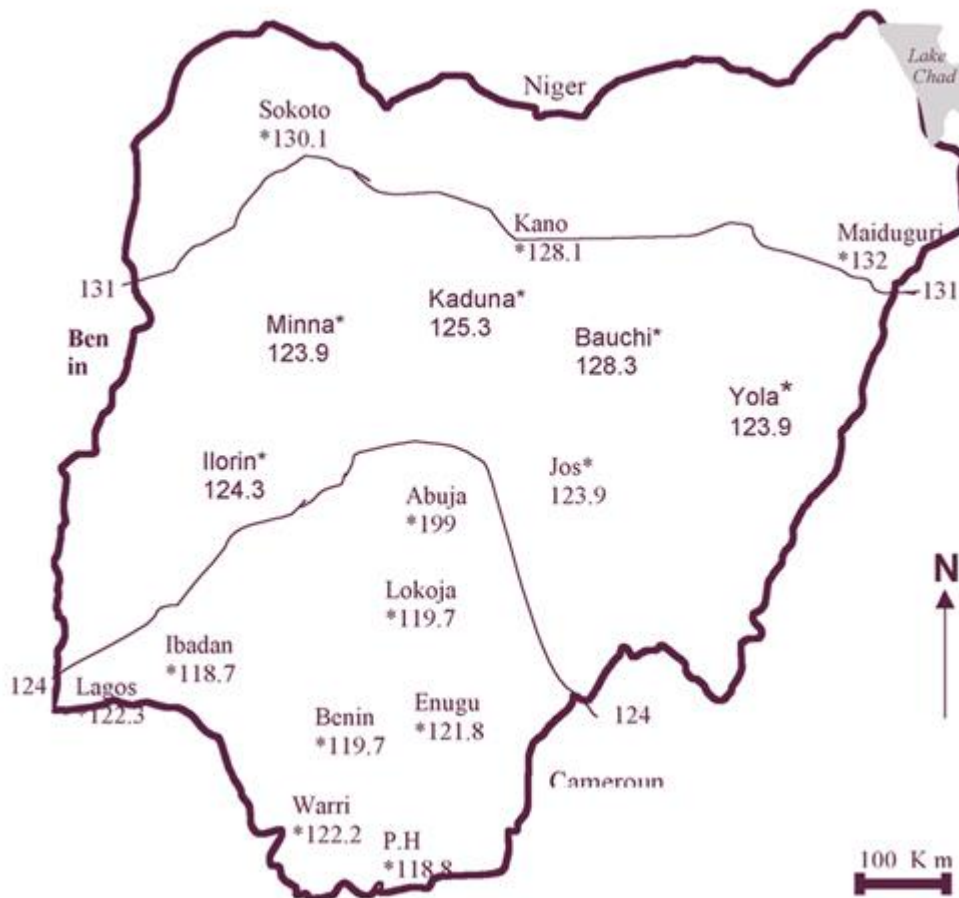 Lake
Chad
Niger
Sokoto
*130.1
Kano
*128.1
Maiduguri
*132
131
131
Kaduna*
125.3
Minna*
123.9
Bauchi*
128.3
Ben
in
Yola*
123.9
Ilorin*
124.3
Jos*
123.9
Abuja
*199
N
Lokoja
*119.7
Ibadan
*118.7
124
Lagos
*122.3
Benin
*119.7
Enugu
*121.8
124
Cameroun
Warri
*122.2
P.H
*118.8
100 Km